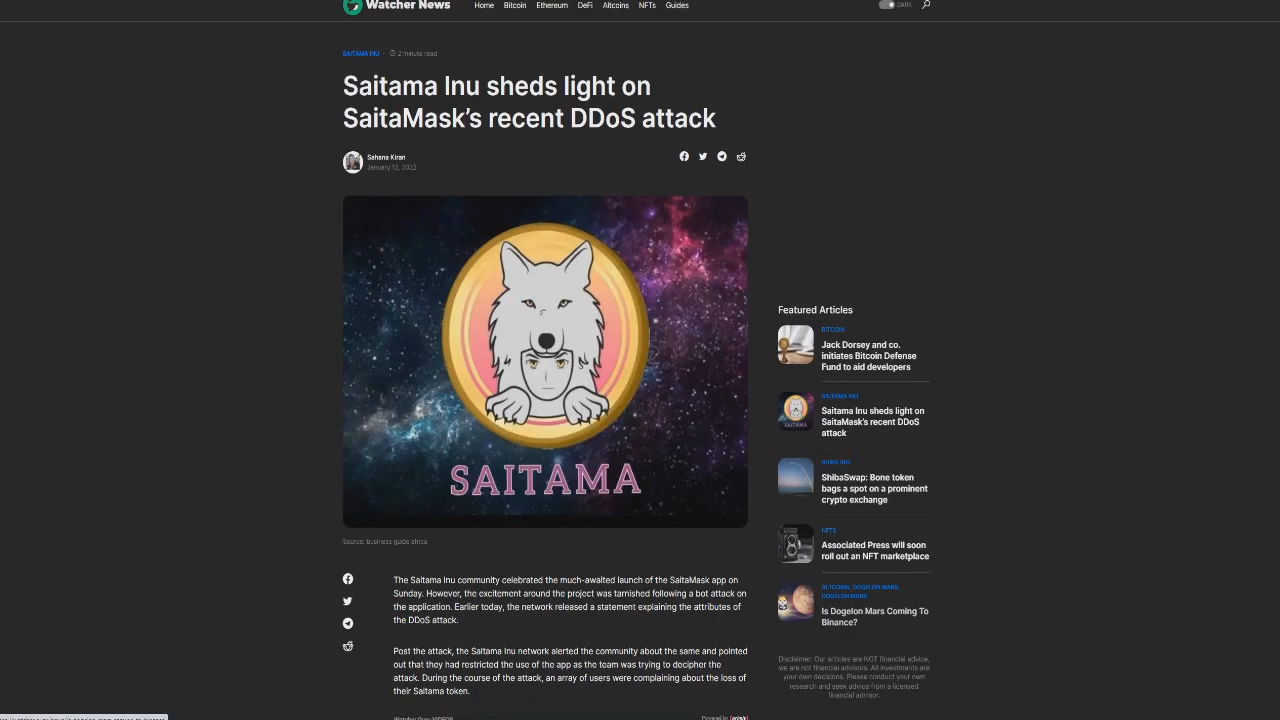 Watcher News
Home Bitcoin Ethereum DeFi Altcoins NFTs Guides
DARK
SAITAMA INU · 2 minute read
Saitama Inu sheds light on
SaitaMask’s recent DDoS attack
Sahana Kiran
January 12, 2022
SAITAMA
Source: business guide africa
The Saitama Inu community celebrated the much-awaited launch of the SaitaMask app on
Sunday. However, the excitement around the project was tarnished following a bot attack on
the application. Earlier today, the network released a statement explaining the attributes of
the DDoS attack.
Post the attack, the Saitama Inu network alerted the community about the same and pointed
out that they had restricted the use of the app as the team was trying to decipher the
attack. During the course of the attack, an array of users were complaining about the loss of
their Saitama token.
Watcher Guru VIDEOS
Powered by
Featured Articles
BITCOIN
Jack Dorsey and co.
initiates Bitcoin Defense
Fund to aid developers
SAITAMA INU
SAITAMA
Saitama Inu sheds light on
SaitaMask’s recent DDoS
attack
SHIBA INU
ShibaSwap: Bone token
bags a spot on a prominent
crypto exchange
NFTS
Associated Press will soon
roll out an NFT marketplace
ALTCOINS, DOGELON MARS,
DOGELON MARS
Is Dogelon Mars Coming To
Binance?
Disclaimer: Our articles are NOT financial advice,
we are not financial advisors. All investments are
your own decisions. Please conduct your own
research and seek advice from a licensed
financial advisor.